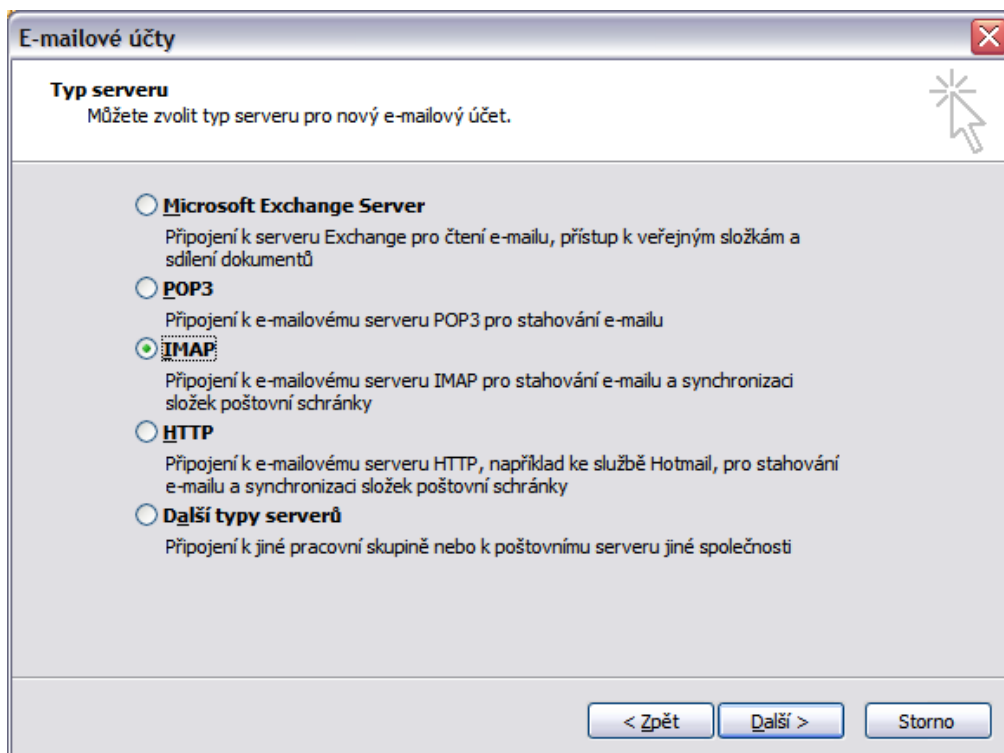 E-mailové účty
Typ serveru
Můžete zvolit typ serveru pro nový e-mailový účet.
Microsoft Exchange Server
Připojení k serveru Exchange pro čtení e-mailu, přístup k veřejným složkám a
sdílení dokumentů
POP3
Připojení k e-mailovému serveru POP3 pro stahování e-mailu
IMAP
Připojení k e-mailovému serveru IMAP pro stahování e-mailu a synchronizaci
složek poštovní schránky
HTTP
Připojení k e-mailovému serveru HTTP, například ke službě Hotmail, pro stahování
e-mailu a synchronizaci složek poštovní schránky
Další typy serverů
Připojení k jiné pracovní skupině nebo k poštovnímu serveru jiné společnosti
< Zpět Další > Storno